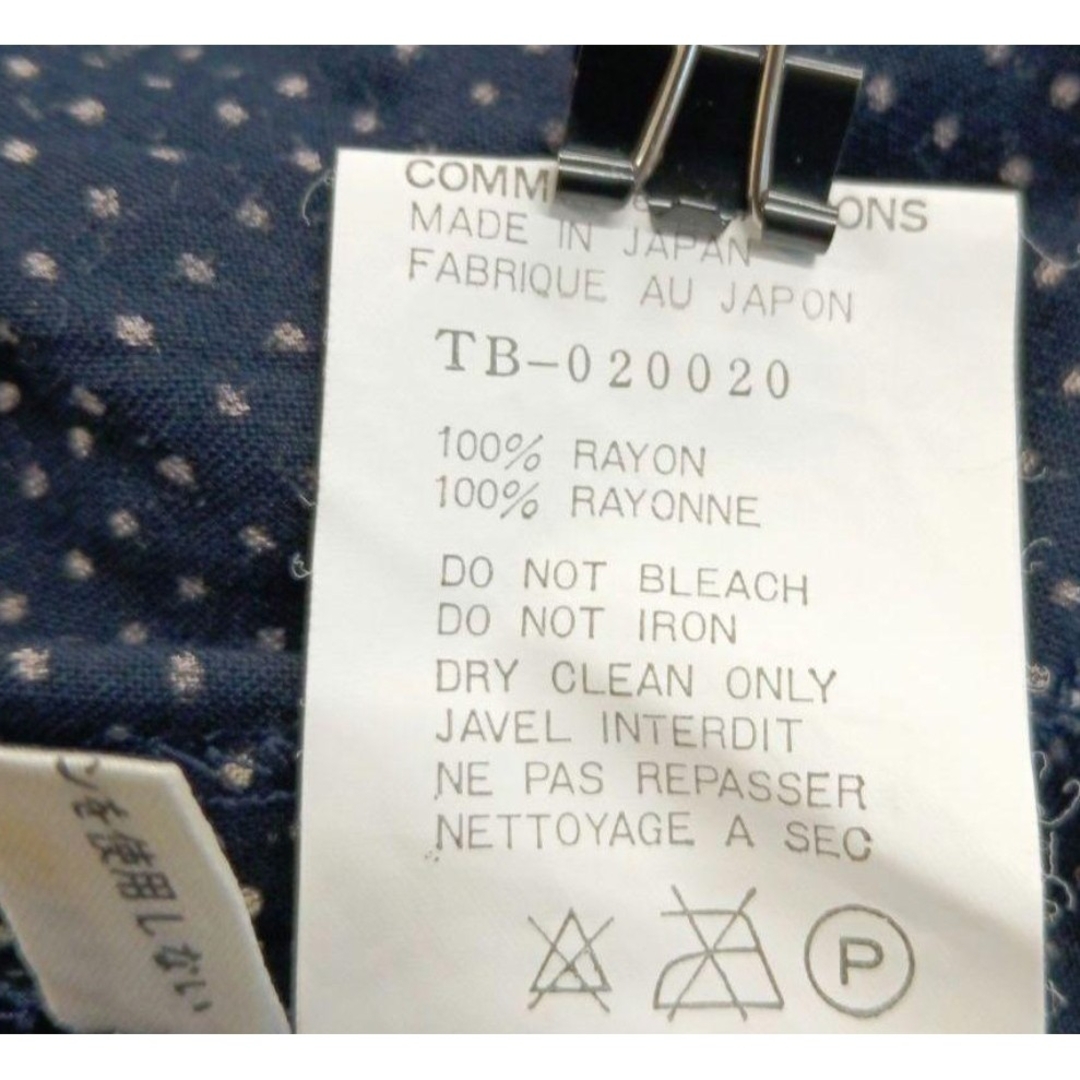 COMM ONS
MADE IN JAPAN
FABRIQUE AU JAPON
TB-020020
100% RAYON
100% RAYONNE
DO NOT BLEACH
DO NOT IRON
DRY CLEAN ONLY
JAVEL INTERDIT
NE PAS REPASSER
NETTOYAGE A SEC
P
ンを使用しない